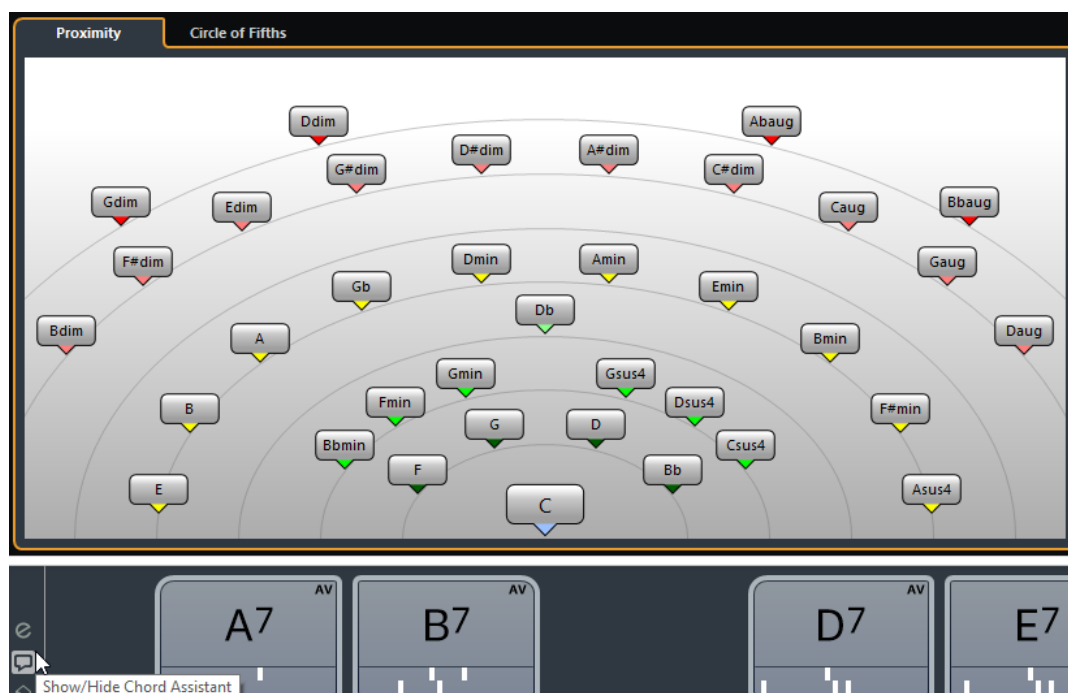 Proximity Circle of Fifths
Ddim Abaug
D#dim A#dim
G#dim C#dim
Gdim Edim Caug Bbaug
F#dim Dmin Amin Gaug
Gb Emin
Db
Bdim A Bmin Daug
Gmin Gsus4
Fmin Dsus4
B F#min
G D
Bbmin Csus4
F Bb
E Asus4
C
AV AV AV
A7 B7 D7 E7
Show/Hide Chord Assistant